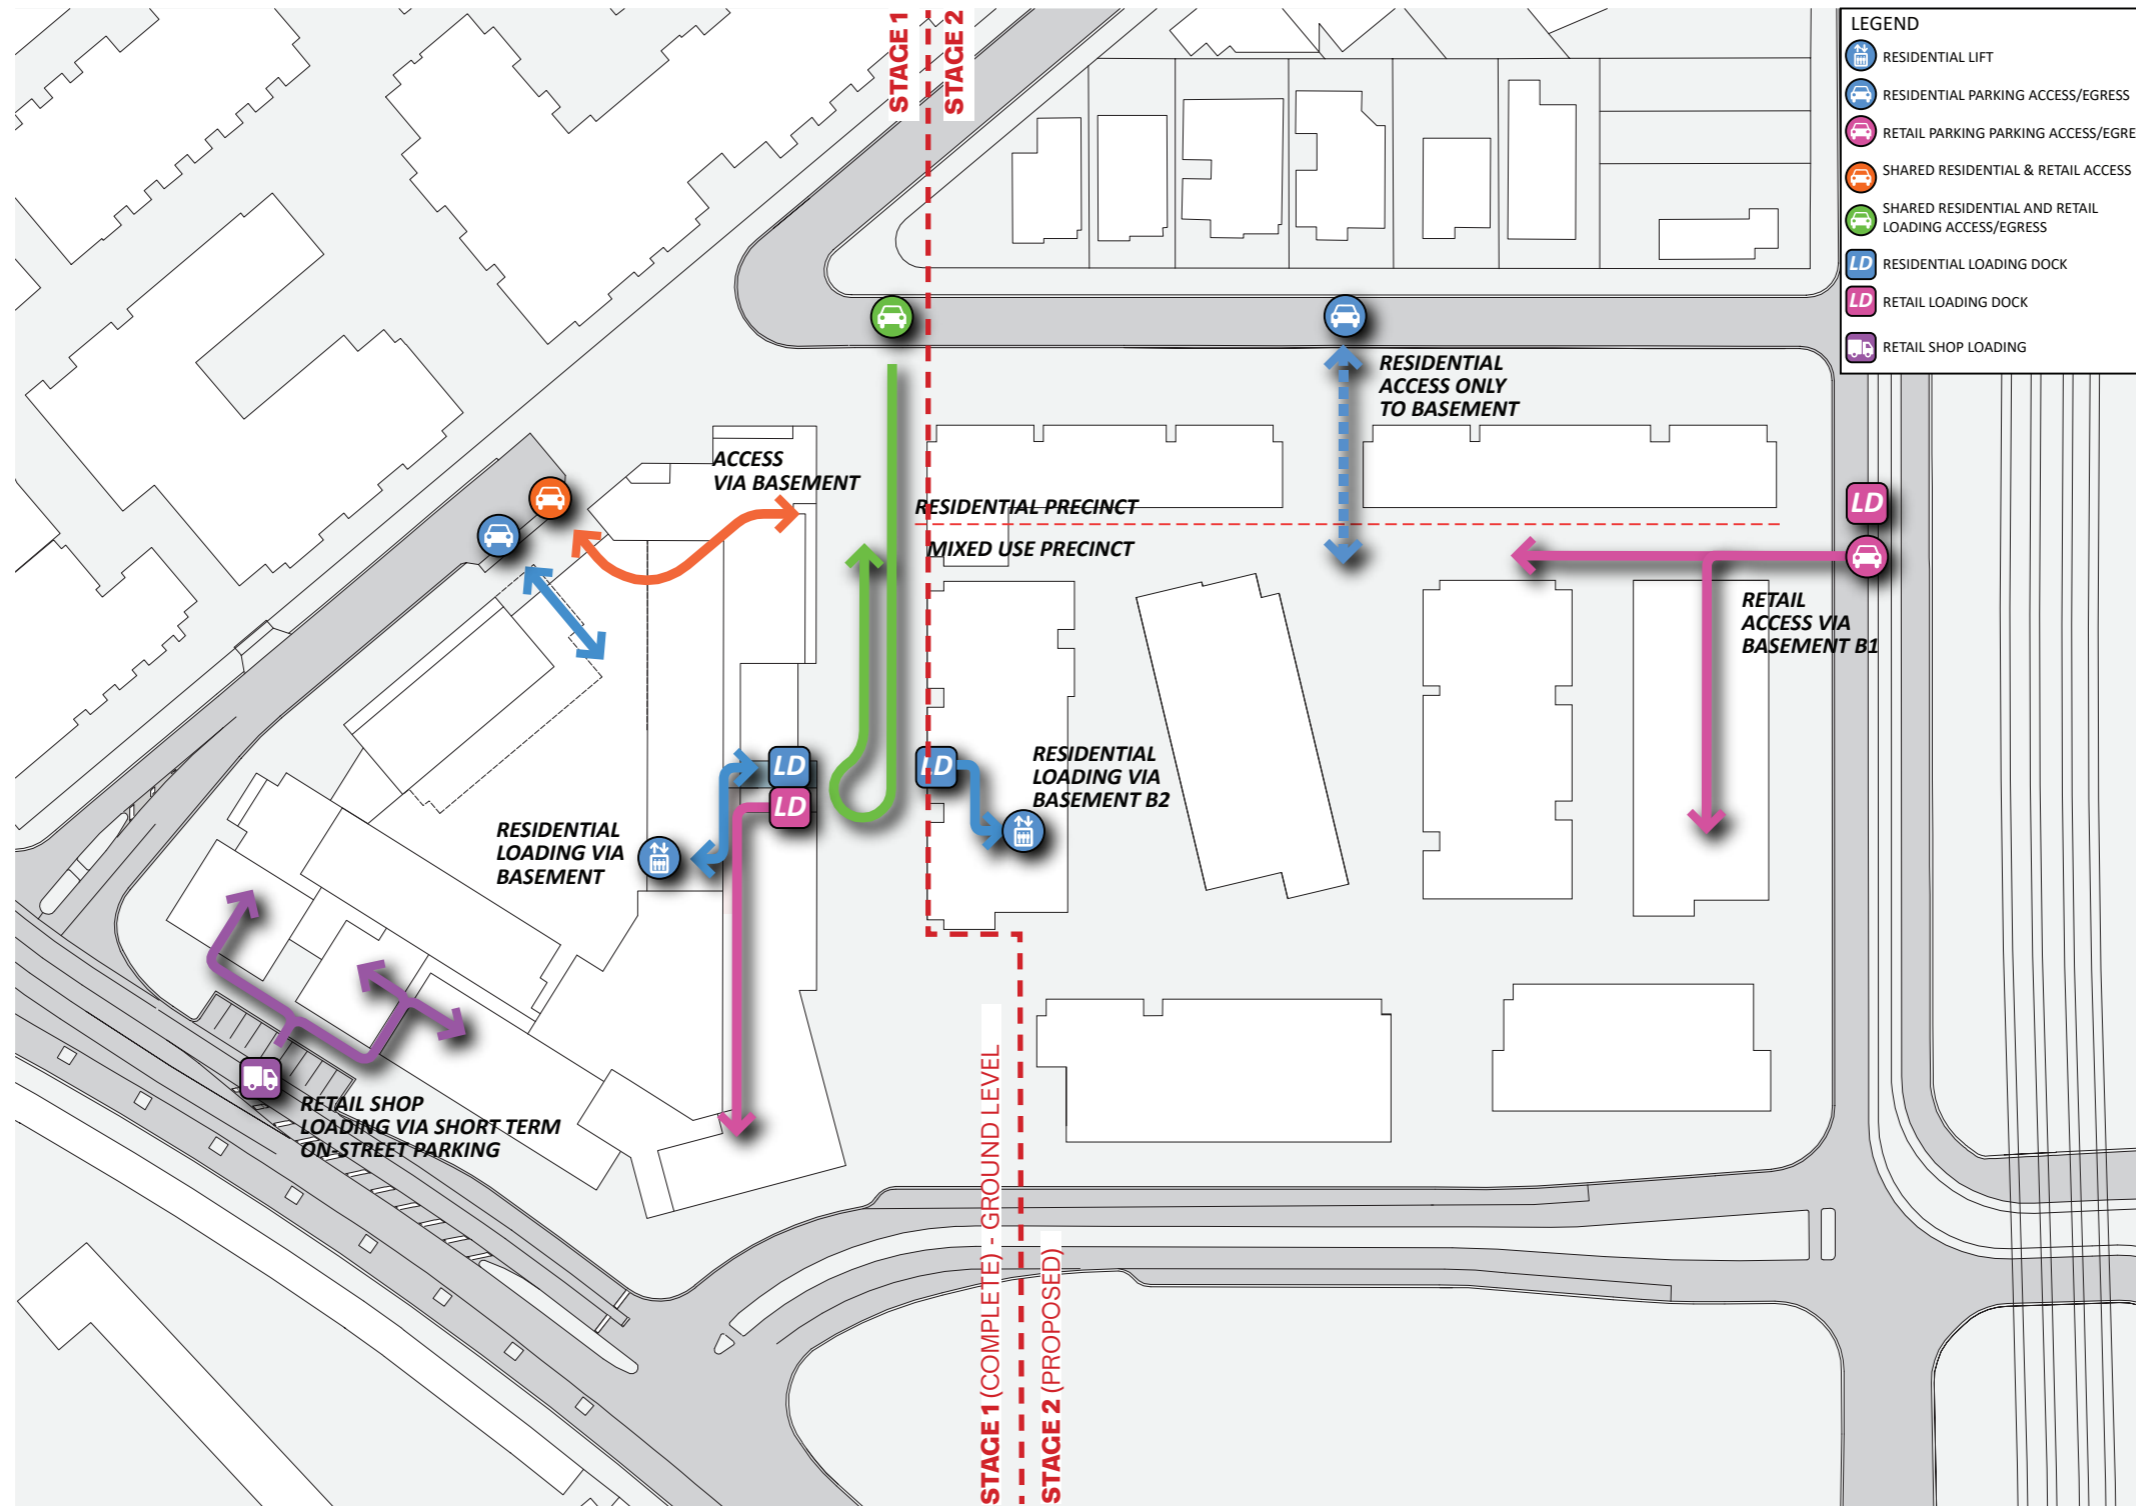 STAGE 1
STAGE 2
LEGEND
RESIDENTIAL LIFT
RESIDENTIAL PARKING ACCESS/EGRESS
RETAIL PARKING PARKING ACCESS/EGRE
SHARED RESIDENTIAL & RETAIL ACCESS
SHARED RESIDENTIAL AND RETAIL
LOADING ACCESS/EGRESS
LD RESIDENTIAL LOADING DOCK
LD RETAIL LOADING DOCK
RETAIL SHOP LOADING
RESIDENTIAL
ACCESS ONLY
TO BASEMENT
ACCESS
VIA BASEMENT
RESIDENTIAL PRECINCT
MIXED USE PRECINCT
LD
RETAIL
ACCESS VIA
BASEMENT B1
LD
LD
LD
RESIDENTIAL
LOADING VIA
BASEMENT B2
RESIDENTIAL
LOADING VIA
BASEMENT
RETAIL SHOP
LOADING VIA SHORT TERM
ON-STREET PARKING
STAGE 1 (COMPLETE) - GROUND LEVEL
STAGE 2 (PROPOSED)